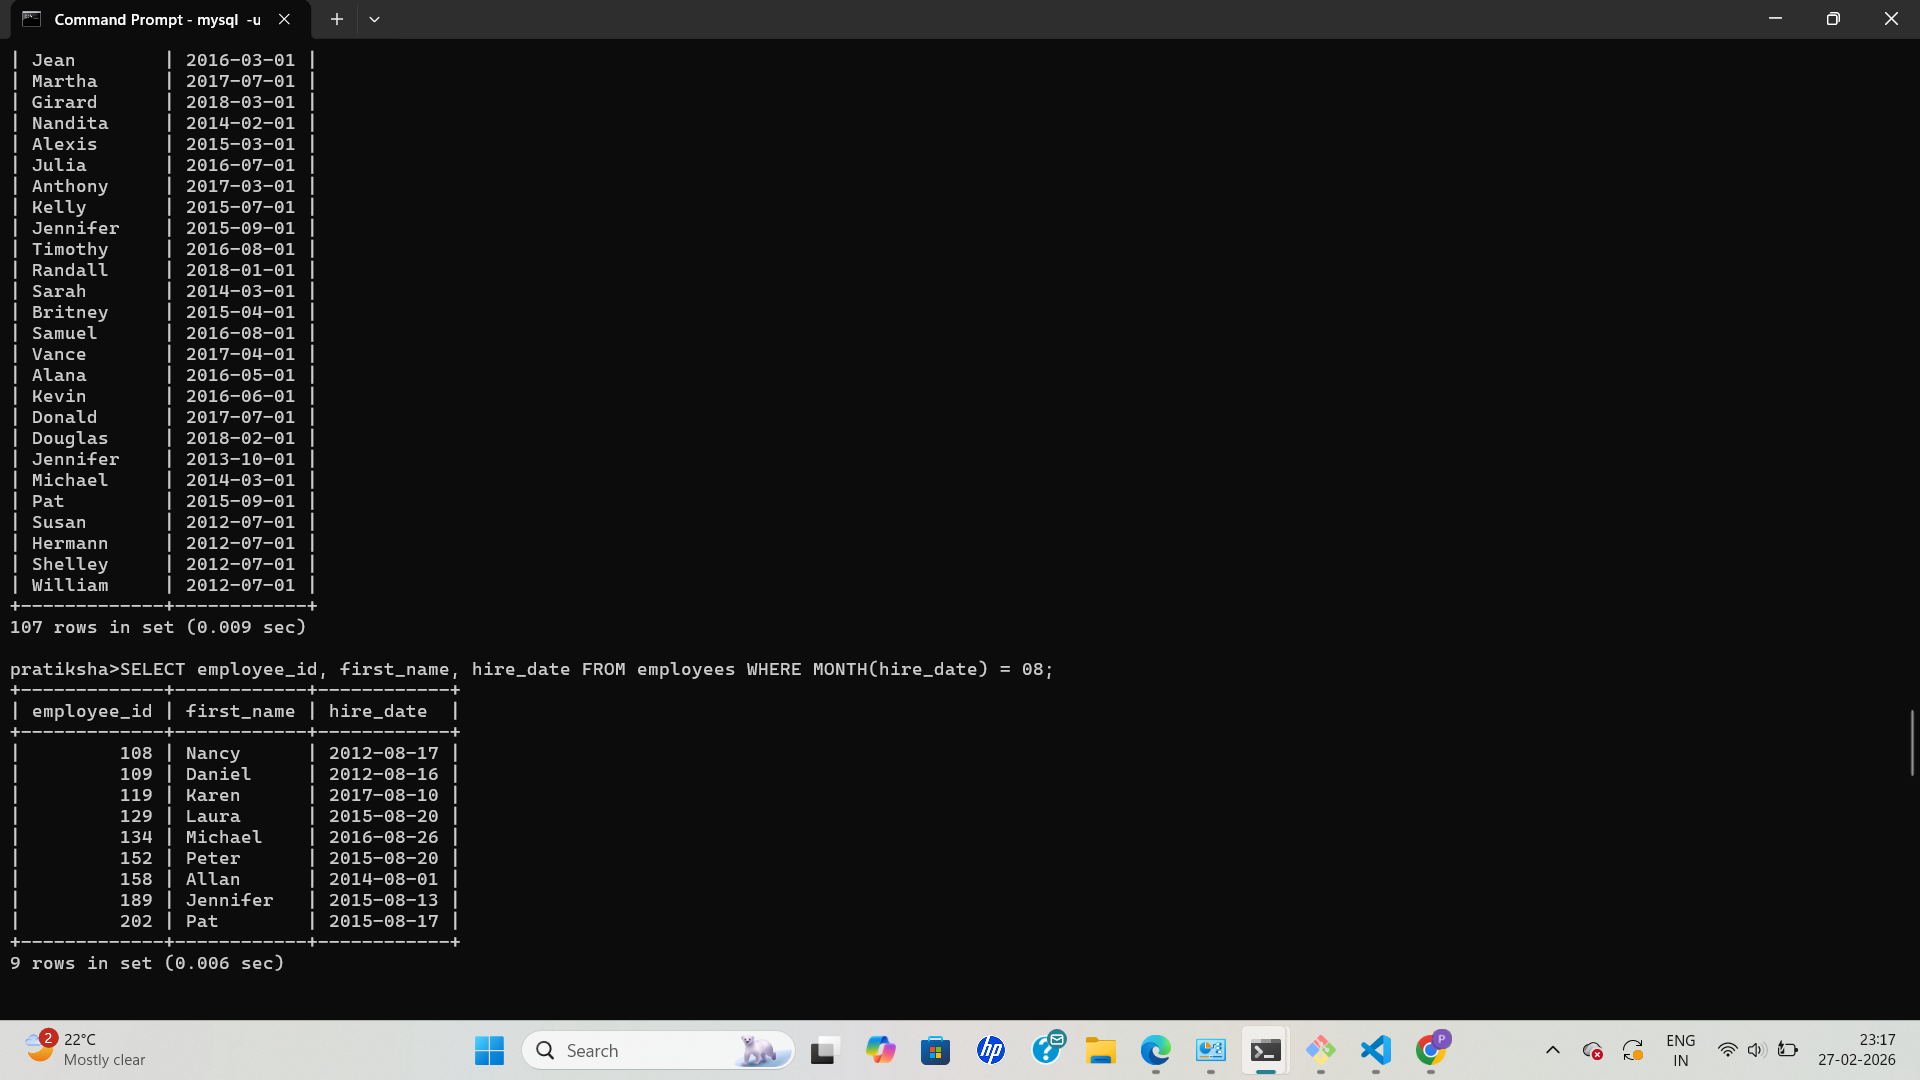 Command Prompt - mysql -u
| Jean        | 2016-03-01 |
| Martha      | 2017-07-01 |
| Girard      | 2018-03-01 |
| Nandita     | 2014-02-01 |
| Alexis      | 2015-03-01 |
| Julia       | 2016-07-01 |
| Anthony     | 2017-03-01 |
| Kelly       | 2015-07-01 |
| Jennifer    | 2015-09-01 |
| Timothy     | 2016-08-01 |
| Randall     | 2018-01-01 |
| Sarah       | 2014-03-01 |
| Britney     | 2015-04-01 |
| Samuel      | 2016-08-01 |
| Vance       | 2017-04-01 |
| Alana       | 2016-05-01 |
| Kevin       | 2016-06-01 |
| Donald      | 2017-07-01 |
| Douglas     | 2018-02-01 |
| Jennifer    | 2013-10-01 |
| Michael     | 2014-03-01 |
| Pat         | 2015-09-01 |
| Susan       | 2012-07-01 |
| Hermann     | 2012-07-01 |
| Shelley     | 2012-07-01 |
| William     | 2012-07-01 |
+-------------+------------+
107 rows in set (0.009 sec)
pratiksha>SELECT employee_id, first_name, hire_date FROM employees WHERE MONTH(hire_date) = 08;
+-------------+------------+------------+
| employee_id | first_name | hire_date  |
+-------------+------------+------------+
|         108 | Nancy      | 2012-08-17 |
|         109 | Daniel     | 2012-08-16 |
|         119 | Karen      | 2017-08-10 |
|         129 | Laura      | 2015-08-20 |
|         134 | Michael    | 2016-08-26 |
|         152 | Peter      | 2015-08-20 |
|         158 | Allan      | 2014-08-01 |
|         189 | Jennifer   | 2015-08-13 |
|         202 | Pat        | 2015-08-17 |
+-------------+------------+------------+
9 rows in set (0.006 sec)
2
22°C
Mostly clear
Search
hp
P
ENG
IN
23:17
27-02-2026